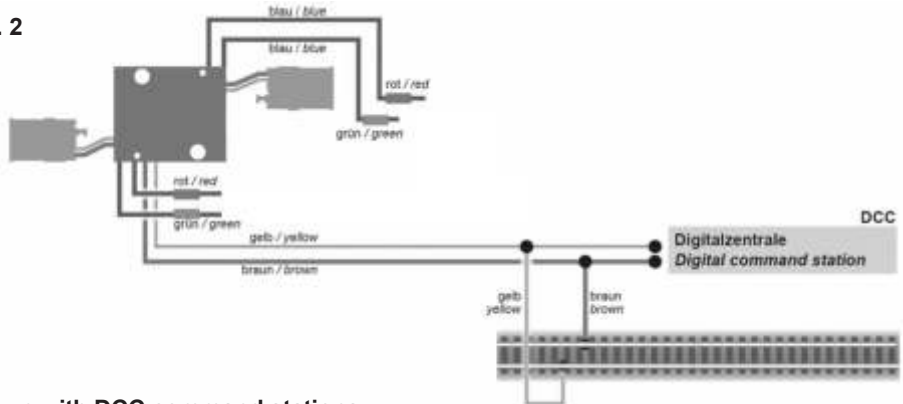 . 2
blau / blue
blau / blue
rot / red
grün / green
rot / red
grün / green
gelb / yellow
braun / brown
DCC
Digitalzentrale
Digital command station
gelb
yellow
braun
brown
with DCC command stations